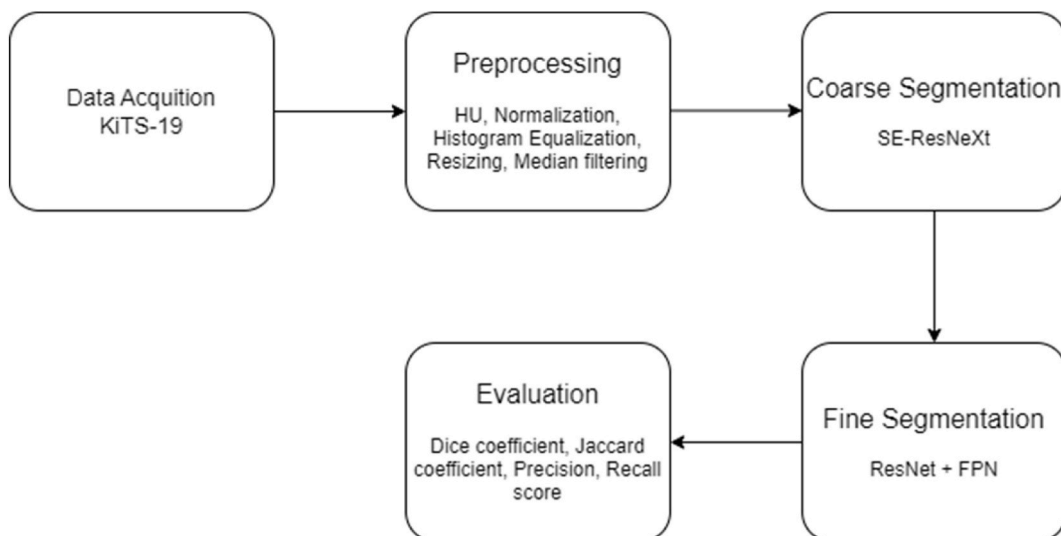 Data Acquition
KiTS-19
Preprocessing
HU, Normalization,
Histogram Equalization,
Resizing, Median filtering
Coarse Segmentation
SE-ResNeXt
Fine Segmentation
ResNet + FPN
Evaluation
Dice coefficient, Jaccard
coefficient, Precision, Recall
score